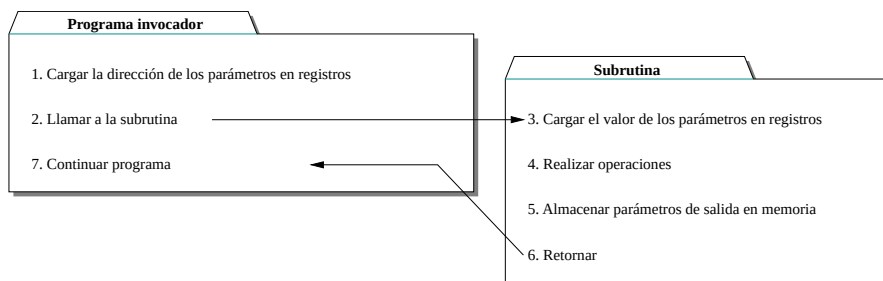 Programa invocador
1. Cargar la dirección de los parámetros en registros
2. Llamar a la subrutina
7. Continuar programa
Subrutina
3. Cargar el valor de los parámetros en registros
4. Realizar operaciones
5. Almacenar parámetros de salida en memoria
6. Retornar